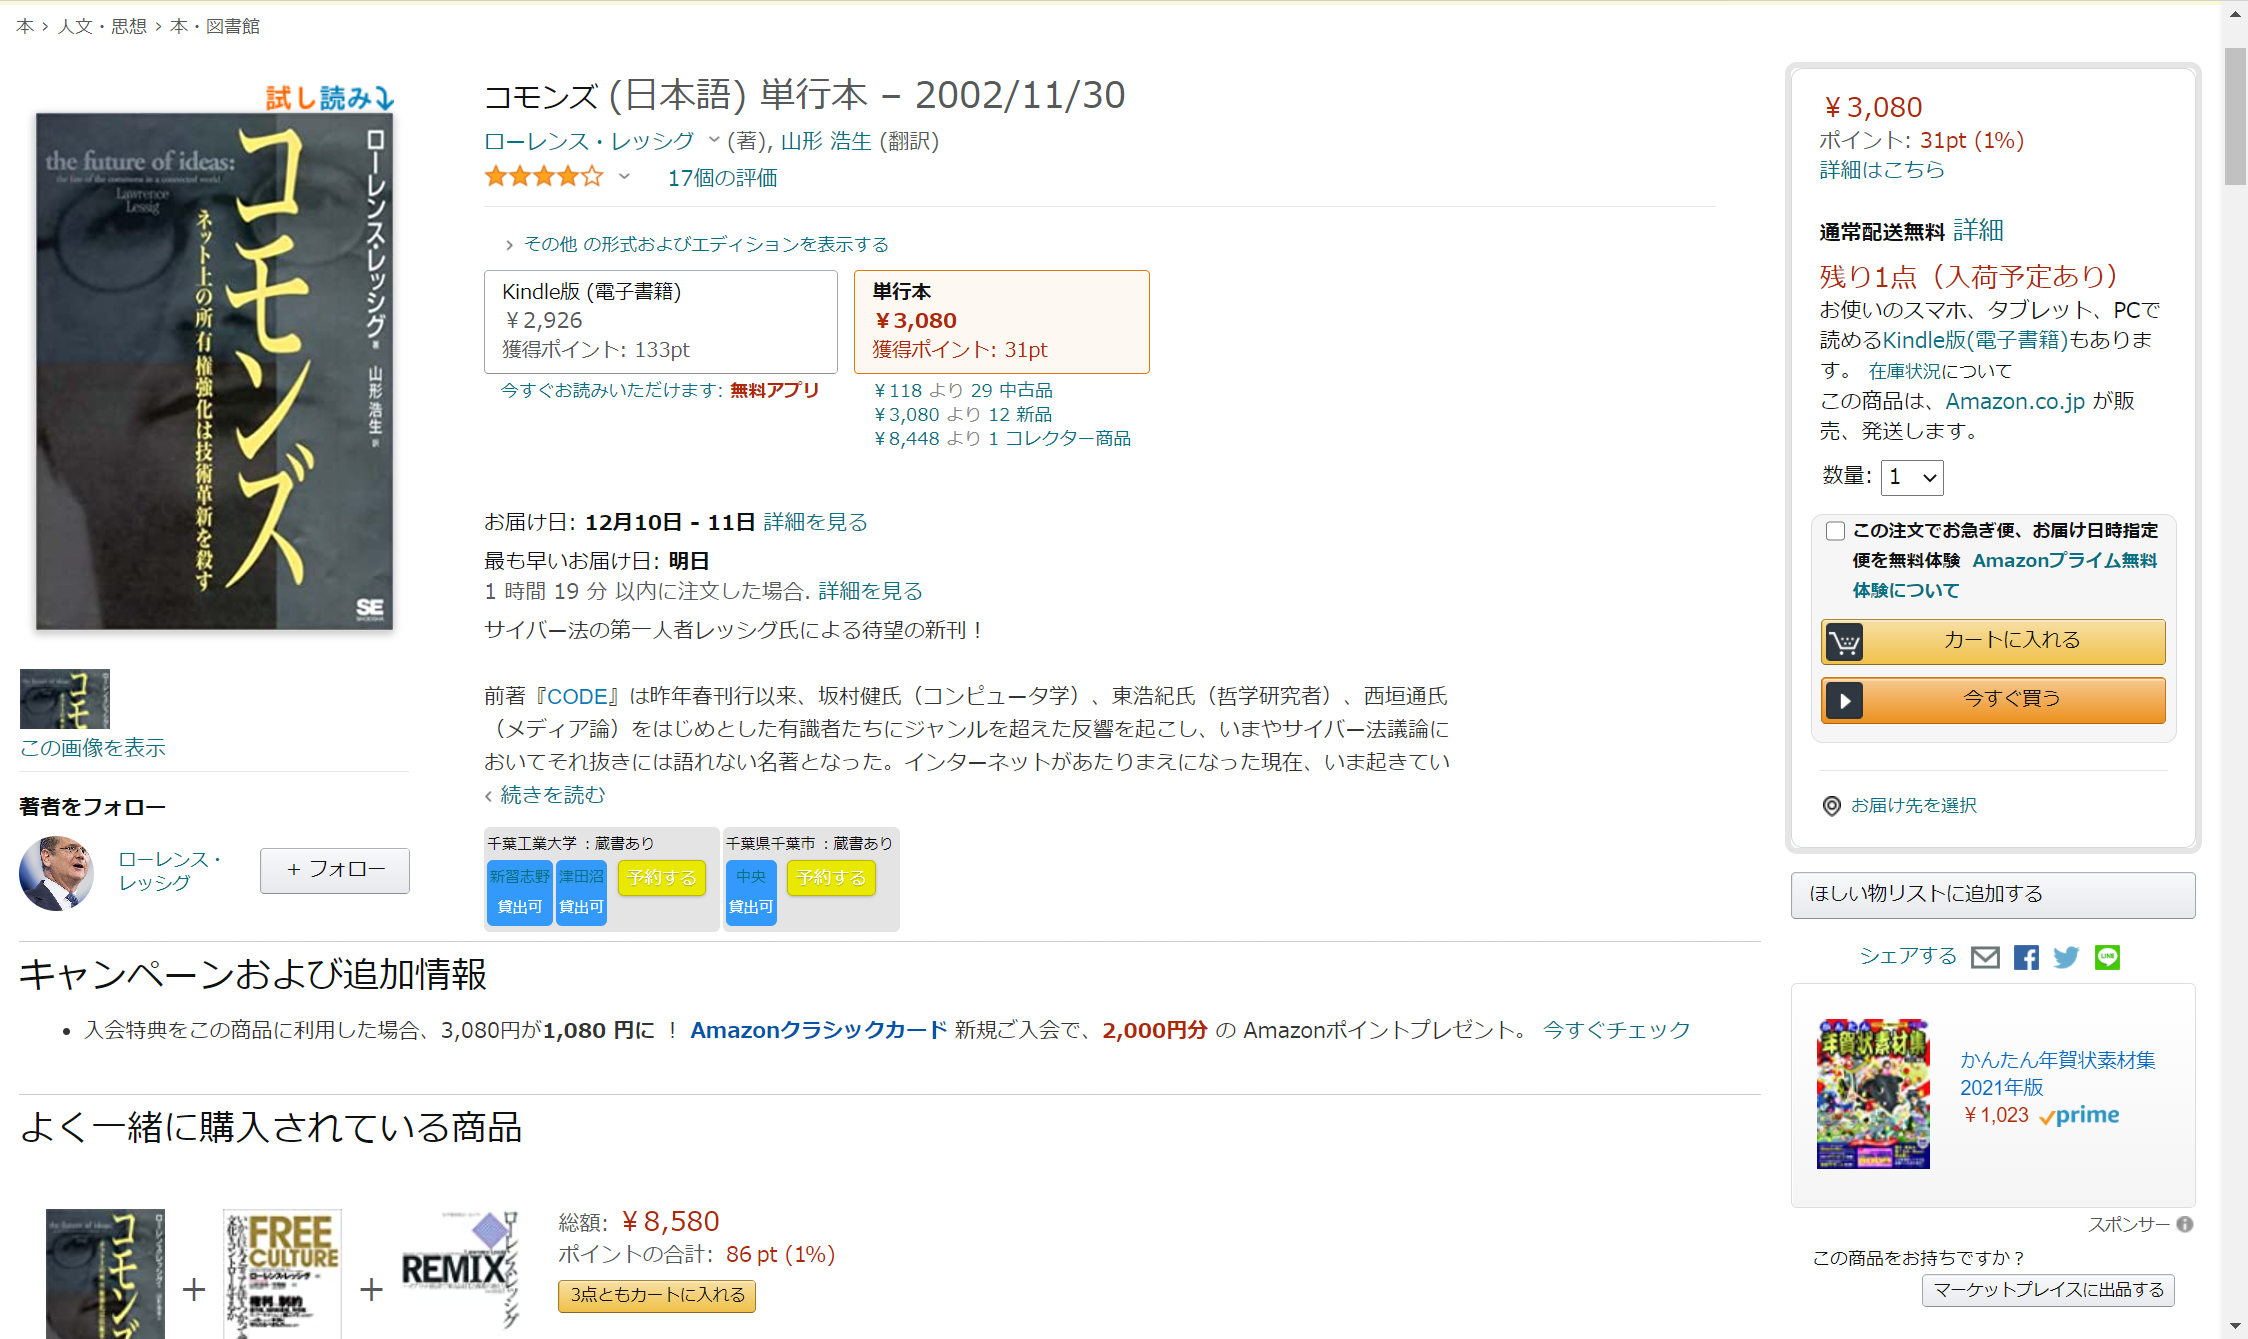 本 › 人文・思想 › 本・図書館
試し読み
the future of ideas:
the fate of the commons in a connected world
Lawrence
Lessig
コモンズ
ネット上の所有権強化は技術革新を殺す
ローレンス・レッシグ 著
山形浩生 訳
SE
SHOEISHA
この画像を表示
著者をフォロー
ローレンス・
レッシグ
+ フォロー
コモンズ (日本語) 単行本 – 2002/11/30
ローレンス・レッシグ (著), 山形 浩生 (翻訳)
17個の評価
› その他 の形式およびエディションを表示する
Kindle版 (電子書籍)
¥2,926
獲得ポイント: 133pt
今すぐお読みいただけます: 無料アプリ
単行本
¥3,080
獲得ポイント: 31pt
¥118 より 29 中古品
¥3,080 より 12 新品
¥8,448 より 1 コレクター商品
お届け日: 12月10日 - 11日 詳細を見る
最も早いお届け日: 明日
1 時間 19 分 以内に注文した場合. 詳細を見る
サイバー法の第一人者レッシグ氏による待望の新刊！
前著『CODE』は昨年春刊行以来、坂村健氏（コンピュータ学）、東浩紀氏（哲学研究者）、西垣通氏
（メディア論）をはじめとした有識者たちにジャンルを超えた反響を起こし、いまやサイバー法議論に
おいてそれ抜きには語れない名著となった。インターネットがあたりまえになった現在、いま起きてい
‹ 続きを読む
千葉工業大学 : 蔵書あり
新習志野
貸出可
津田沼
貸出可
予約する
千葉県千葉市 : 蔵書あり
中央
貸出可
予約する
キャンペーンおよび追加情報
• 入会特典をこの商品に利用した場合、3,080円が1,080 円に ！ Amazonクラシックカード 新規ご入会で、2,000円分 の Amazonポイントプレゼント。 今すぐチェック
よく一緒に購入されている商品
コモンズ
+
FREE
CULTURE
ローレンス・レッシグ
+
REMIX
ローレンス・レッシグ
総額: ¥8,580
ポイントの合計: 86 pt (1%)
3点ともカートに入れる
¥3,080
ポイント: 31pt (1%)
詳細はこちら
通常配送無料 詳細
残り1点（入荷予定あり）
お使いのスマホ、タブレット、PCで
読めるKindle版(電子書籍)もありま
す。 在庫状況について
この商品は、Amazon.co.jp が販
売、発送します。
数量: 1
この注文でお急ぎ便、お届け日時指定
便を無料体験 Amazonプライム無料
体験について
カートに入れる
今すぐ買う
お届け先を選択
ほしい物リストに追加する
シェアする
LINE
年賀状素材集
かんたん年賀状素材集
2021年版
¥1,023 prime
スポンサー
この商品をお持ちですか？
マーケットプレイスに出品する